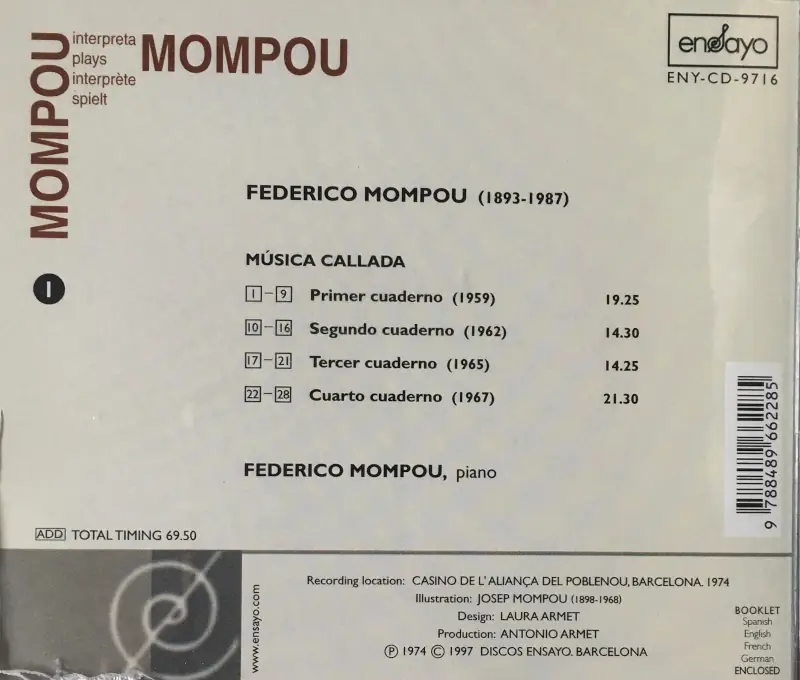 MOMPOU
interpreta
plays
interprète
spielt
MOMPOU
ensayo
ENY-CD-9716
FEDERICO MOMPOU (1893-1987)
MÚSICA CALLADA
1-9 Primer cuaderno (1959) 19.25
10-16 Segundo cuaderno (1962) 14.30
17-21 Tercer cuaderno (1965) 14.25
22-28 Cuarto cuaderno (1967) 21.30
FEDERICO MOMPOU, piano
1
9 788489 662285
ADD TOTAL TIMING 69.50
www.ensayo.com
Recording location: CASINO DE L'ALIANÇA DEL POBLENOU, BARCELONA. 1974
Illustration: JOSEP MOMPOU (1898-1968)
Design: LAURA ARMET
Production: ANTONIO ARMET
Ⓟ 1974 © 1997 DISCOS ENSAYO. BARCELONA
BOOKLET
Spanish
English
French
German
ENCLOSED